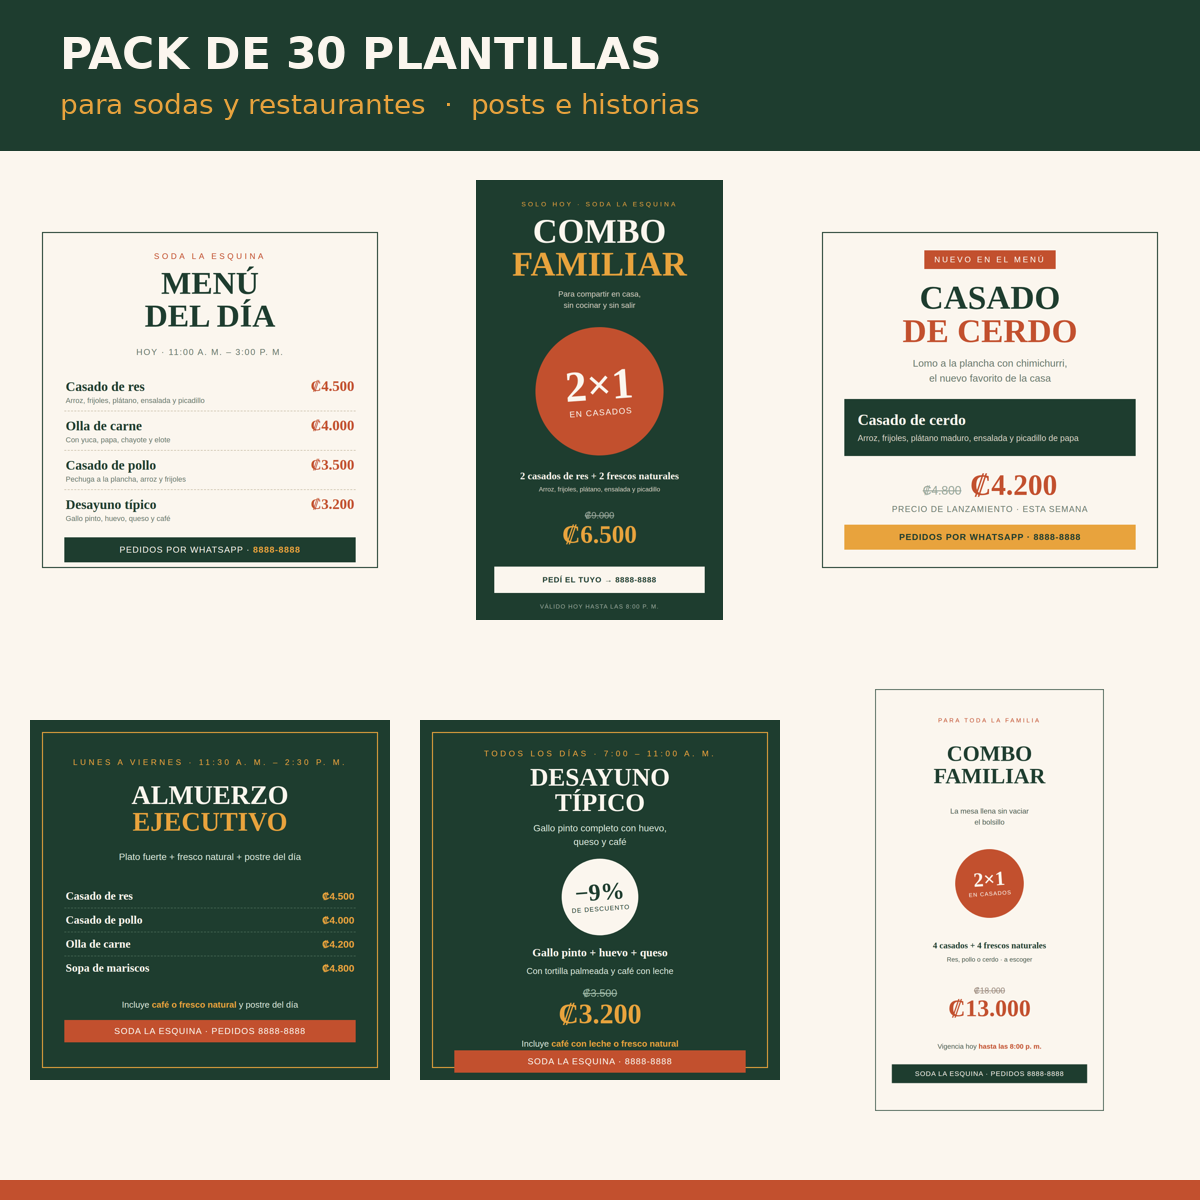 PACK DE 30 PLANTILLAS
para sodas y restaurantes · posts e historias
SODA LA ESQUINA
MENÚ
DEL DÍA
HOY · 11:00 A. M. – 3:00 P. M.
Casado de res ₡4.500
Arroz, frijoles, plátano, ensalada y picadillo
Olla de carne ₡4.000
Con yuca, papa, chayote y elote
Casado de pollo ₡3.500
Pechuga a la plancha, arroz y frijoles
Desayuno típico ₡3.200
Gallo pinto, huevo, queso y café
PEDIDOS POR WHATSAPP · 8888-8888
SOLO HOY · SODA LA ESQUINA
COMBO
FAMILIAR
Para compartir en casa,
sin cocinar y sin salir
2×1
EN CASADOS
2 casados de res + 2 frescos naturales
Arroz, frijoles, plátano, ensalada y picadillo
₡9.000
₡6.500
PEDÍ EL TUYO → 8888-8888
VÁLIDO HOY HASTA LAS 8:00 P. M.
NUEVO EN EL MENÚ
CASADO
DE CERDO
Lomo a la plancha con chimichurri,
el nuevo favorito de la casa
Casado de cerdo
Arroz, frijoles, plátano maduro, ensalada y picadillo de papa
₡4.800 ₡4.200
PRECIO DE LANZAMIENTO · ESTA SEMANA
PEDIDOS POR WHATSAPP · 8888-8888
LUNES A VIERNES · 11:30 A. M. – 2:30 P. M.
ALMUERZO
EJECUTIVO
Plato fuerte + fresco natural + postre del día
Casado de res ₡4.500
Casado de pollo ₡4.000
Olla de carne ₡4.200
Sopa de mariscos ₡4.800
Incluye café o fresco natural y postre del día
SODA LA ESQUINA · PEDIDOS 8888-8888
TODOS LOS DÍAS · 7:00 – 11:00 A. M.
DESAYUNO
TÍPICO
Gallo pinto completo con huevo,
queso y café
−9%
DE DESCUENTO
Gallo pinto + huevo + queso
Con tortilla palmeada y café con leche
₡3.500
₡3.200
Incluye café con leche o fresco natural
SODA LA ESQUINA · 8888-8888
PARA TODA LA FAMILIA
COMBO
FAMILIAR
La mesa llena sin vaciar
el bolsillo
2×1
EN CASADOS
4 casados + 4 frescos naturales
Res, pollo o cerdo · a escoger
₡18.000
₡13.000
Vigencia hoy hasta las 8:00 p. m.
SODA LA ESQUINA · PEDIDOS 8888-8888